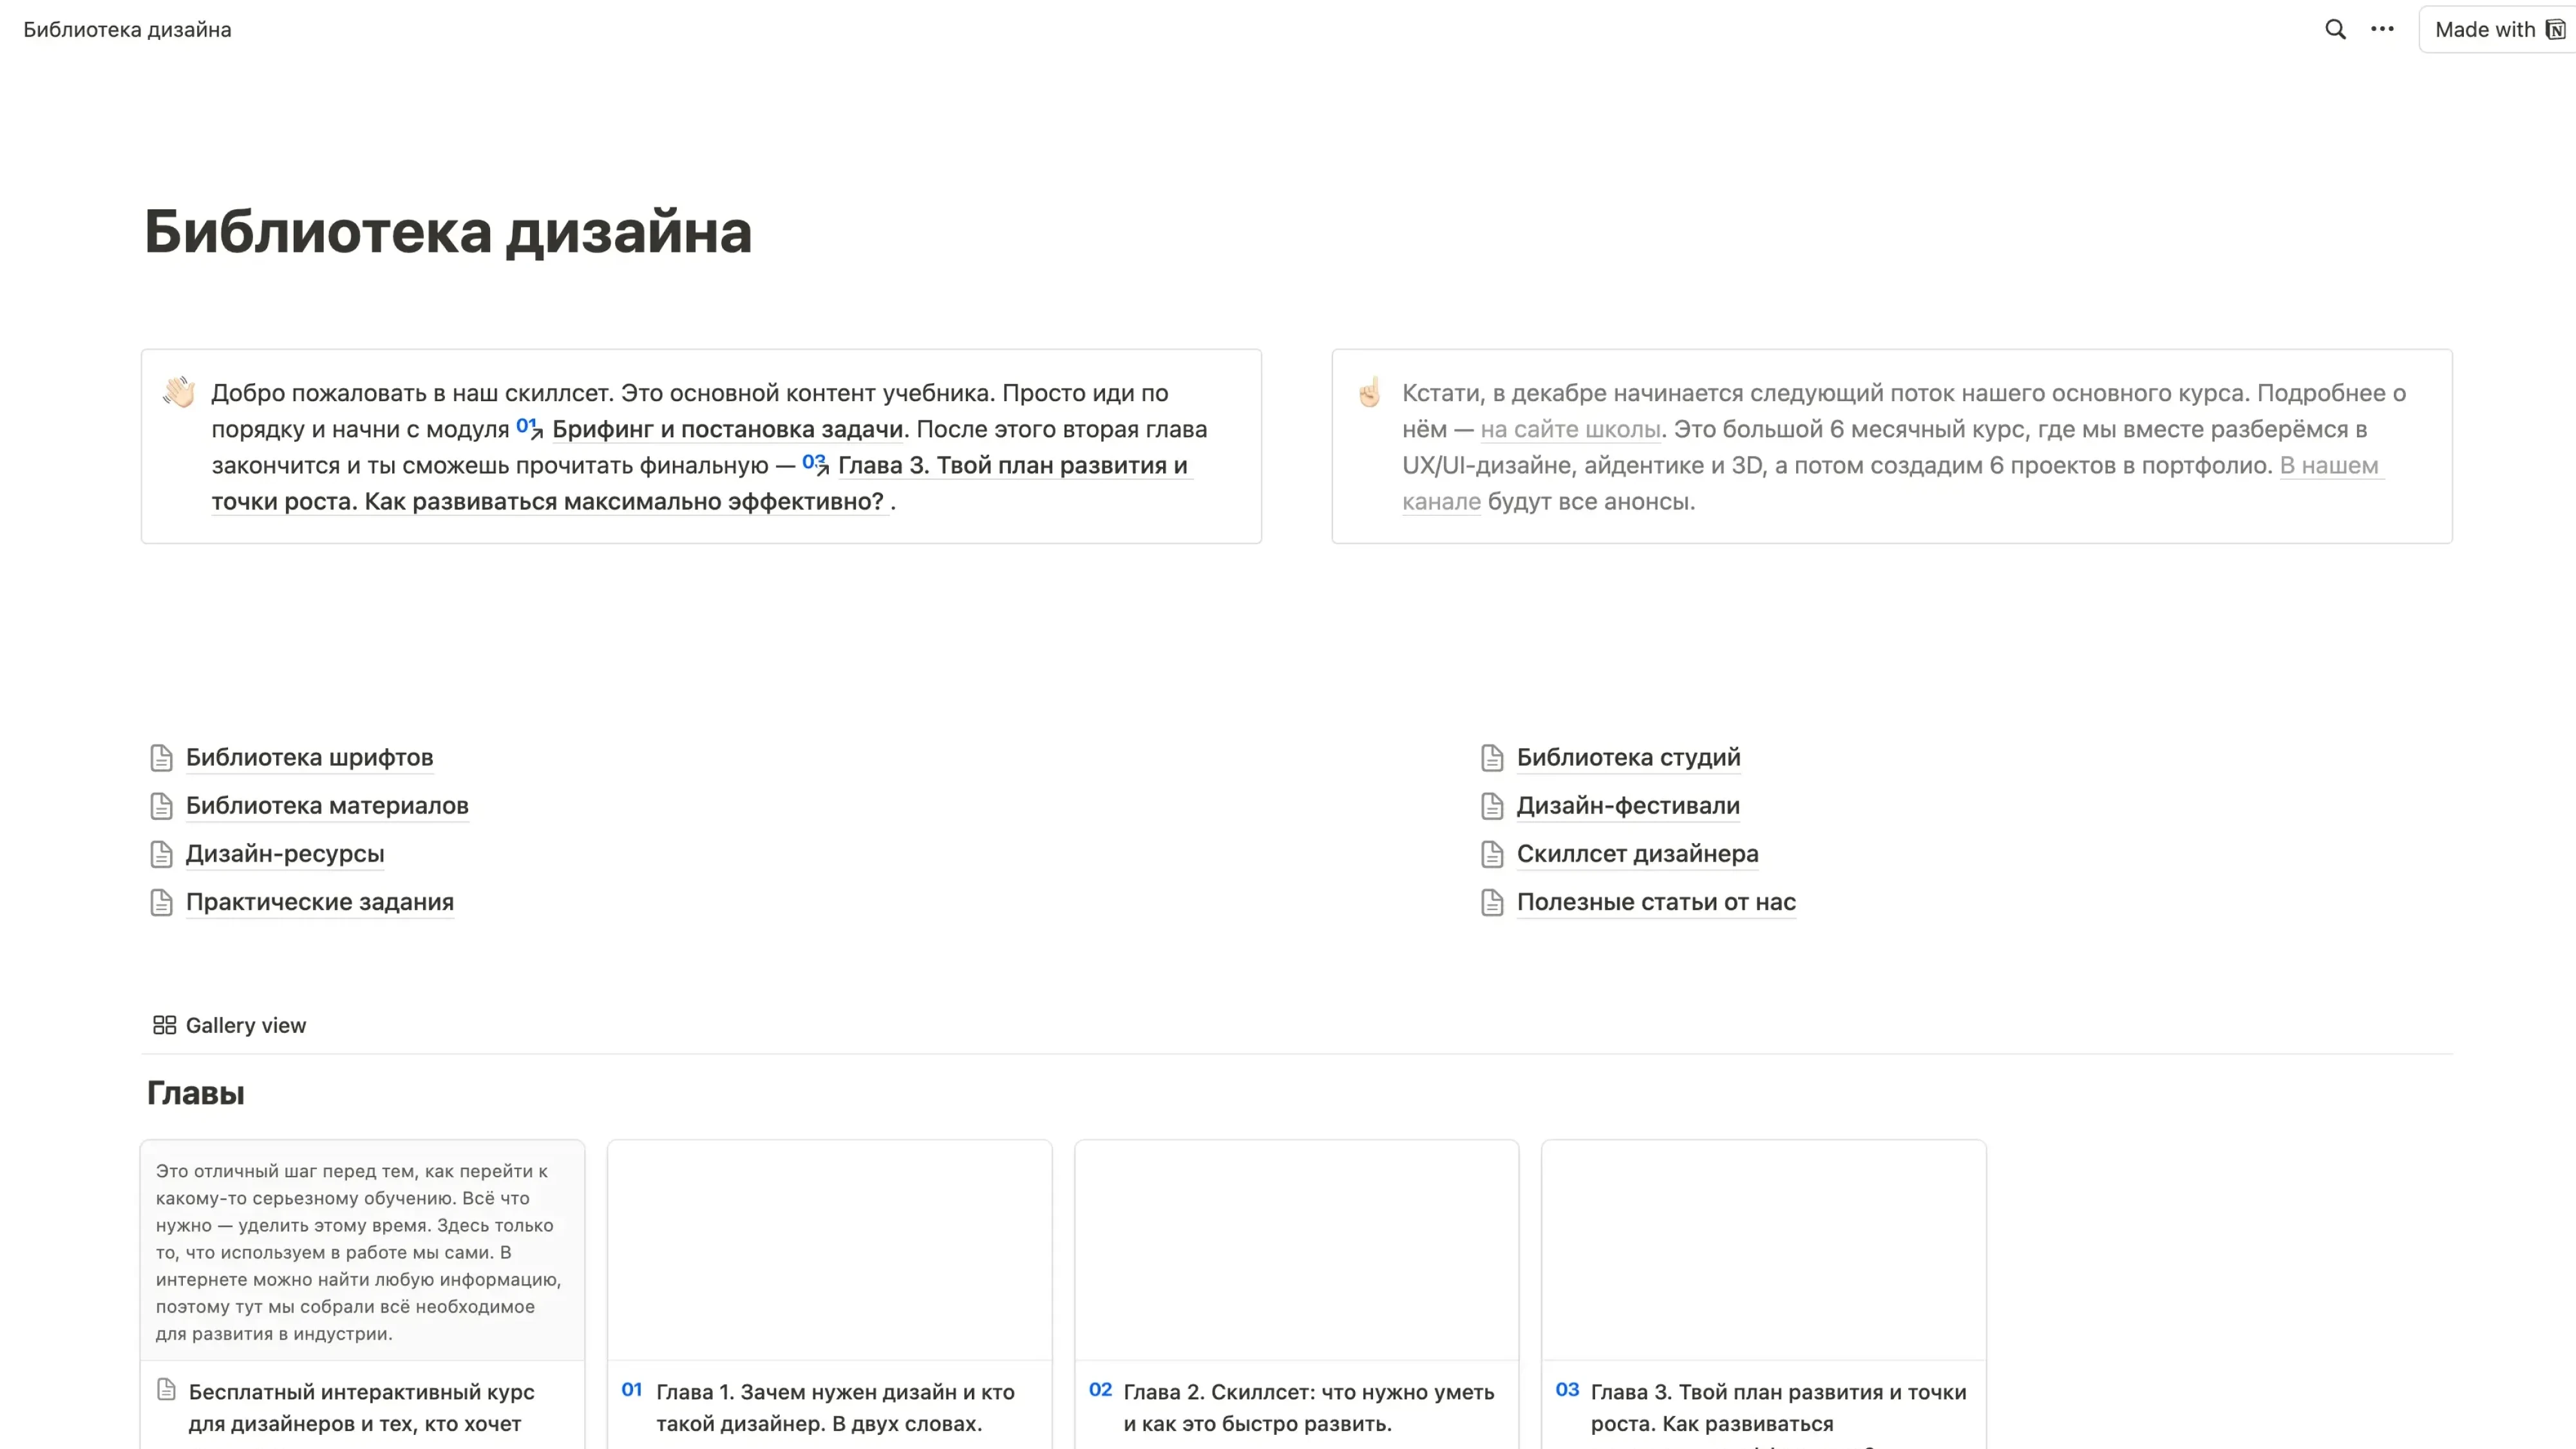 Библиотека дизайна
Made with
Библиотека дизайна
Добро пожаловать в наш скиллсет. Это основной контент учебника. Просто иди по
порядку и начни с модуля 01 Брифинг и постановка задачи. После этого вторая глава
закончится и ты сможешь прочитать финальную — 03 Глава 3. Твой план развития и
точки роста. Как развиваться максимально эффективно? .
Кстати, в декабре начинается следующий поток нашего основного курса. Подробнее о
нём — на сайте школы. Это большой 6 месячный курс, где мы вместе разберёмся в
UX/UI-дизайне, айдентике и 3D, а потом создадим 6 проектов в портфолио. В нашем
канале будут все анонсы.
Библиотека шрифтов
Библиотека материалов
Дизайн-ресурсы
Практические задания
Библиотека студий
Дизайн-фестивали
Скиллсет дизайнера
Полезные статьи от нас
Gallery view
Главы
Это отличный шаг перед тем, как перейти к
какому-то серьезному обучению. Всё что
нужно — уделить этому время. Здесь только
то, что используем в работе мы сами. В
интернете можно найти любую информацию,
поэтому тут мы собрали всё необходимое
для развития в индустрии.
Бесплатный интерактивный курс
для дизайнеров и тех, кто хочет
01 Глава 1. Зачем нужен дизайн и кто
такой дизайнер. В двух словах.
02 Глава 2. Скиллсет: что нужно уметь
и как это быстро развить.
03 Глава 3. Твой план развития и точки
роста. Как развиваться